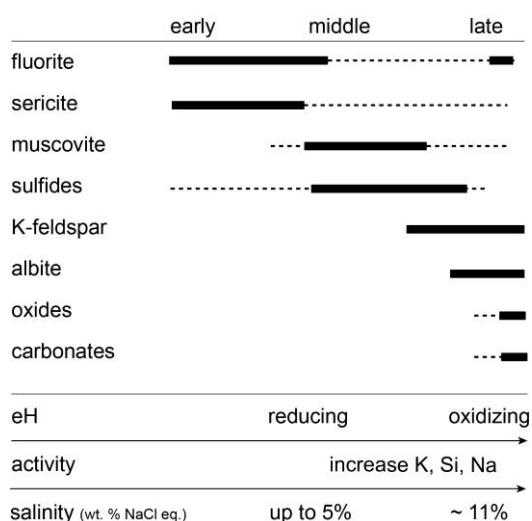 early middle late
fluorite
sericite
muscovite
sulfides
K-feldspar
albite
oxides
carbonates
eH reducing oxidizing
activity increase K, Si, Na
salinity (wt. % NaCl eq.) up to 5% ~ 11%